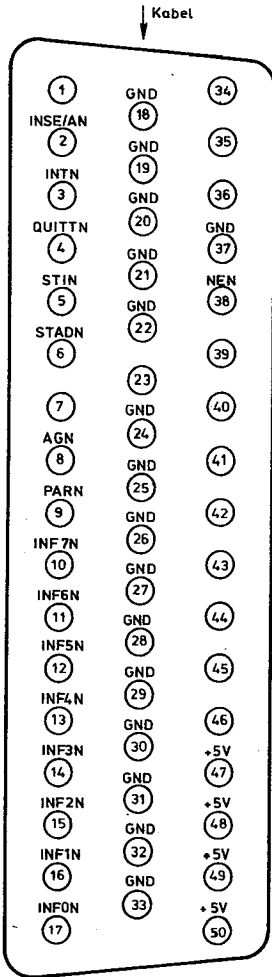 Kabel
1
INSE/AN
2
INTN
3
QUITTN
4
STIN
5
STADN
6
7
AGN
8
PARN
9
INF7N
10
INF6N
11
INF5N
12
INF4N
13
INF3N
14
INF2N
15
INF1N
16
INF0N
17
GND
18
GND
19
GND
20
GND
21
GND
22
23
GND
24
GND
25
GND
26
GND
27
GND
28
GND
29
GND
30
GND
31
GND
32
GND
33
34
35
36
GND
37
NEN
38
39
40
41
42
43
44
45
46
+5V
47
+5V
48
+5V
49
+5V
50